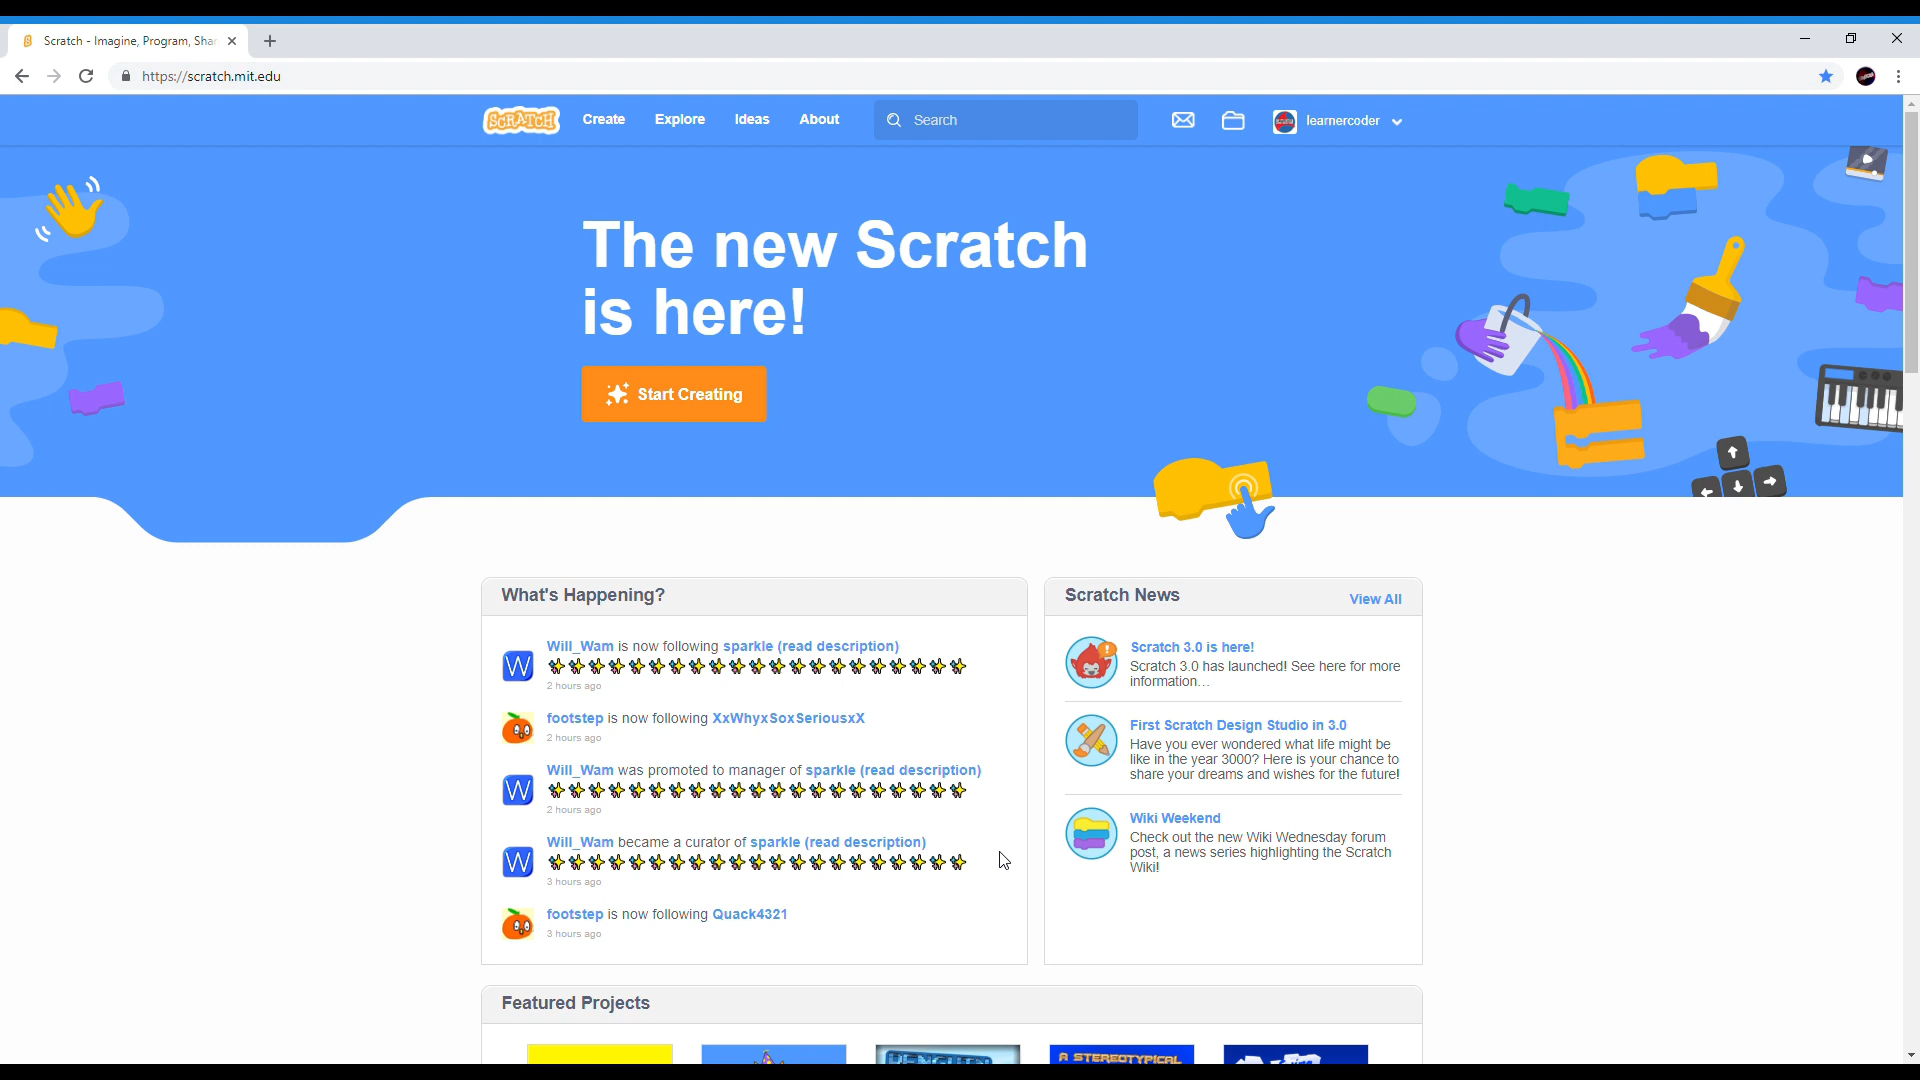 Scratch - Imagine, Program, Shar
https://scratch.mit.edu
SCRATCH
Create
Explore
Ideas
About
Search
learnercoder
The new Scratch
is here!
Start Creating
What's Happening?
Will_Wam is now following sparkle (read description)
2 hours ago
footstep is now following XxWhyxSoxSeriousxX
2 hours ago
Will_Wam was promoted to manager of sparkle (read description)
2 hours ago
Will_Wam became a curator of sparkle (read description)
3 hours ago
footstep is now following Quack4321
3 hours ago
Scratch News
View All
Scratch 3.0 is here!
Scratch 3.0 has launched! See here for more
information...
First Scratch Design Studio in 3.0
Have you ever wondered what life might be
like in the year 3000? Here is your chance to
share your dreams and wishes for the future!
Wiki Weekend
Check out the new Wiki Wednesday forum
post, a news series highlighting the Scratch
Wiki!
Featured Projects
A STEREOTYPICAL